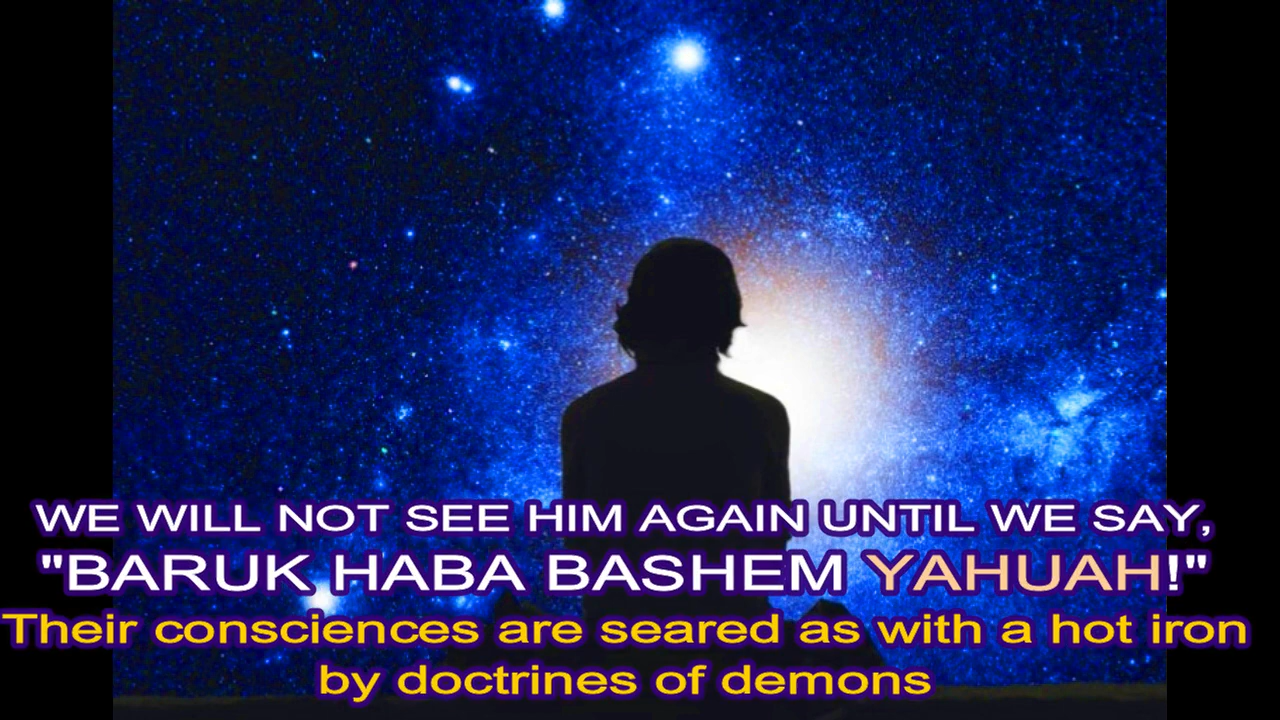 WE WILL NOT SEE HIM AGAIN UNTIL WE SAY,
"BARUK HABA BASHEM YAHUAH!"
Their consciences are seared as with a hot iron
by doctrines of demons